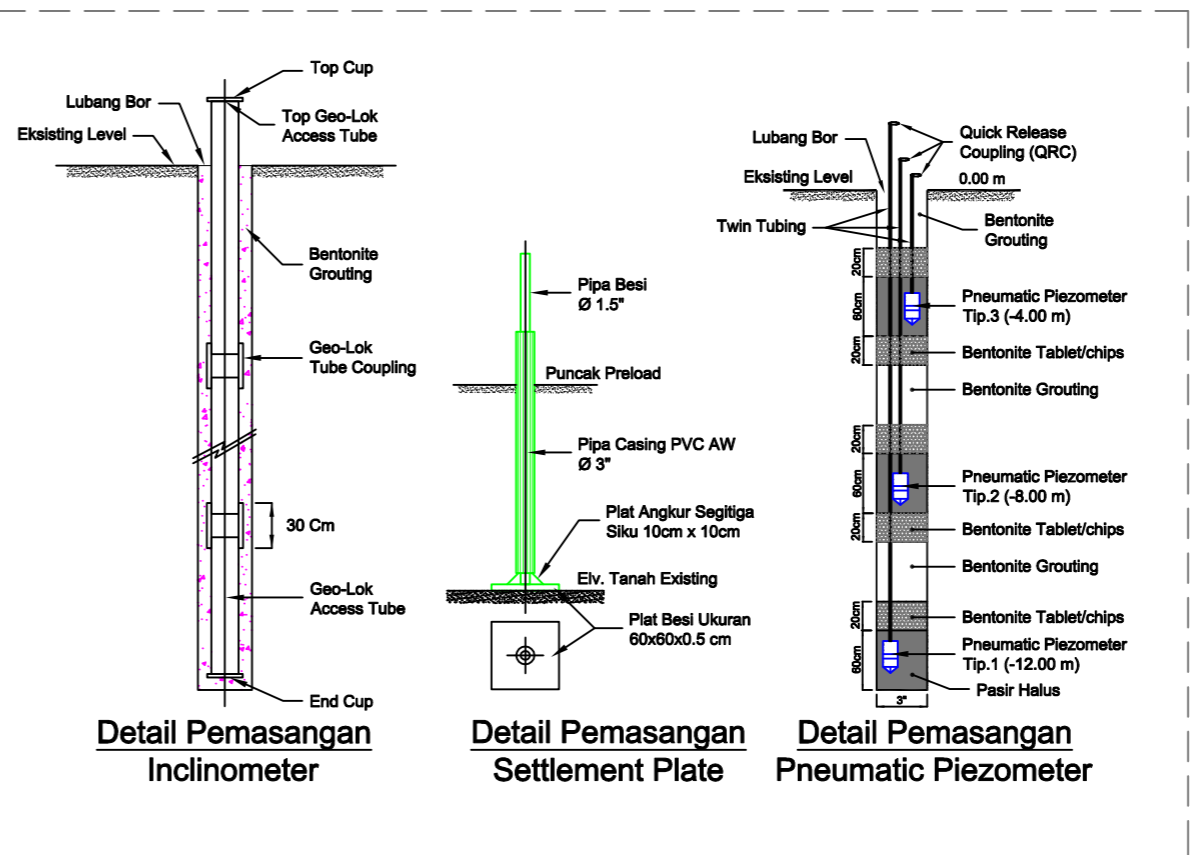 Top Cup
Lubang Bor
Top Geo-Lok
Access Tube
Eksisting Level
Bentonite
Grouting
Geo-Lok
Tube Coupling
30 Cm
Geo-Lok
Access Tube
End Cup
Detail Pemasangan
Inclinometer
Pipa Besi
Ø 1.5"
Puncak Preload
Pipa Casing PVC AW
Ø 3"
Plat Angkur Segitiga
Siku 10cm x 10cm
Elv. Tanah Existing
Plat Besi Ukuran
60x60x0.5 cm
Detail Pemasangan
Settlement Plate
Lubang Bor
Quick Release
Coupling (QRC)
Eksisting Level
0.00 m
Twin Tubing
Bentonite
Grouting
20cm
60cm
Pneumatic Piezometer
Tip.3 (-4.00 m)
20cm
Bentonite Tablet/chips
Bentonite Grouting
20cm
60cm
Pneumatic Piezometer
Tip.2 (-8.00 m)
20cm
Bentonite Tablet/chips
Bentonite Grouting
20cm
Bentonite Tablet/chips
60cm
Pneumatic Piezometer
Tip.1 (-12.00 m)
Pasir Halus
3"
Detail Pemasangan
Pneumatic Piezometer